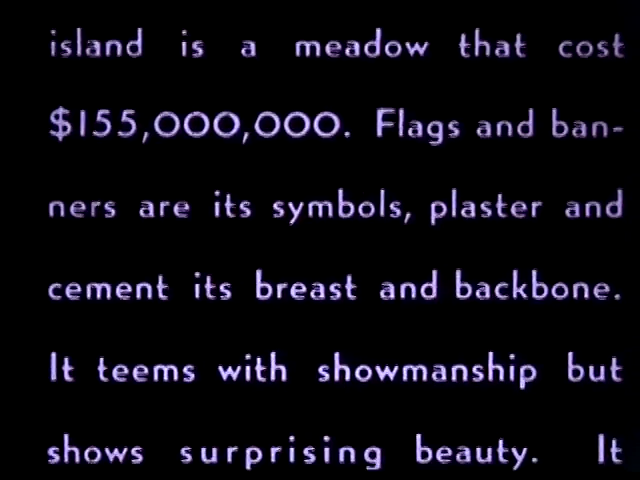 island is a meadow that cost
$155,000,000. Flags and ban-
ners are its symbols, plaster and
cement its breast and backbone.
It teems with showmanship but
shows surprising beauty. It